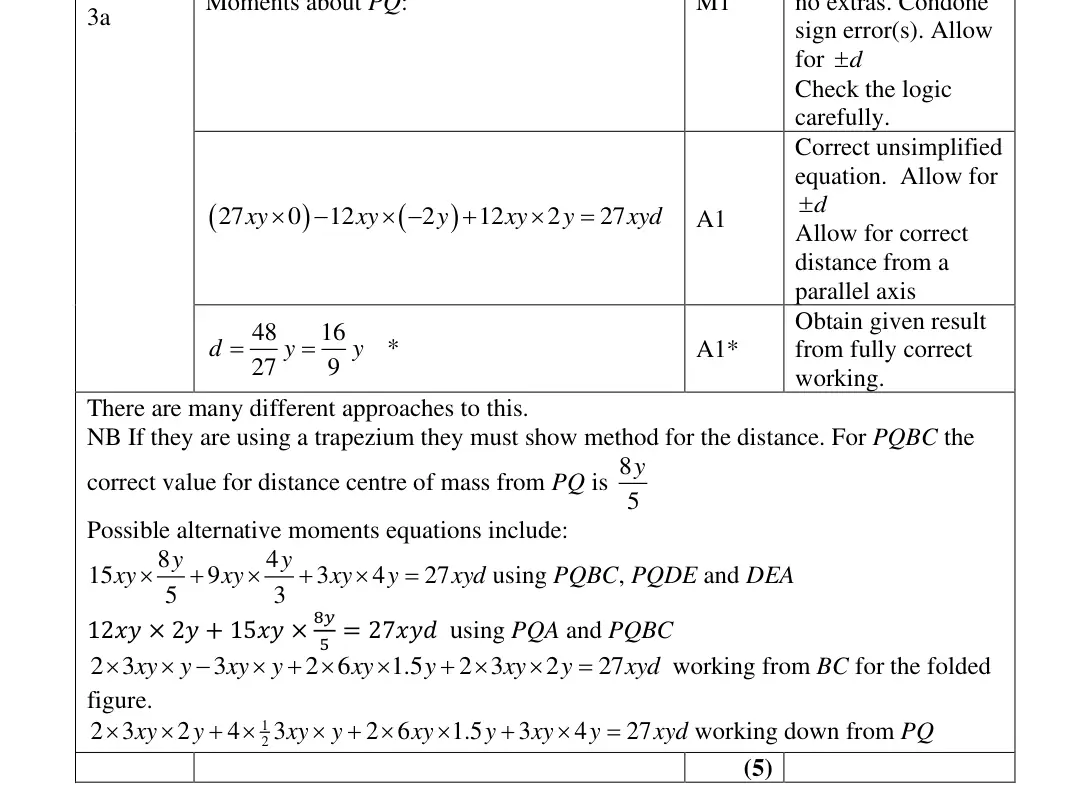 3a
Moments about PQ:
M1
no extras. Condone
sign error(s). Allow
for ±d
Check the logic
carefully.
(27xy×0)−12xy×(−2y)+12xy×2y=27xyd
A1
Correct unsimplified
equation. Allow for
±d
Allow for correct
distance from a
parallel axis
d = 48/27 y = 16/9 y *
A1*
Obtain given result
from fully correct
working.
There are many different approaches to this.
NB If they are using a trapezium they must show method for the distance. For PQBC the
correct value for distance centre of mass from PQ is 8y/5
Possible alternative moments equations include:
15xy× 8y/5 +9xy× 4y/3 +3xy×4y=27xyd using PQBC, PQDE and DEA
12xy × 2y + 15xy × 8y/5 = 27xyd using PQA and PQBC
2×3xy×y−3xy×y+2×6xy×1.5y+2×3xy×2y=27xyd working from BC for the folded
figure.
2×3xy×2y+4×½3xy×y+2×6xy×1.5y+3xy×4y=27xyd working down from PQ
(5)